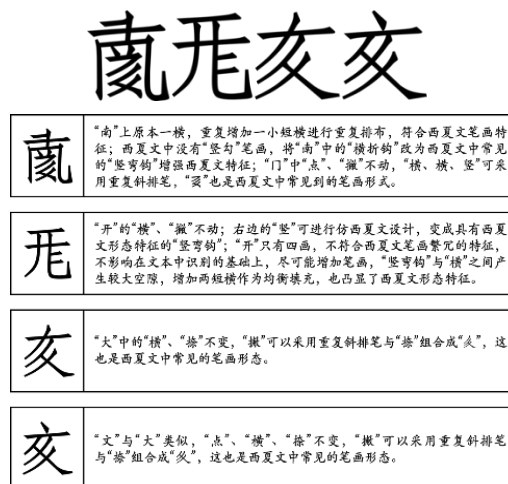 南开大文
南
“南”上原本一横，重复增加一小短横进行重复排布，符合西夏文笔画特
征；西夏文中没有“竖勾”笔画，将“南”中的“横折钩”改为西夏文中常见
的“竖弯钩”增强西夏文特征；“门”中“点”、“撇”不动，“横、横、竖”可采
用重复斜排笔，“”也是西夏文中常见到的笔画形式。
开
“开”的“横”、“撇”不动；右边的“竖”可进行仿西夏文设计，变成具有西夏
文形态特征的“竖弯钩”；“开”只有四画，不符合西夏文笔画繁冗的特征，
不影响在文本中识别的基础上，尽可能增加笔画，“竖弯钩”与“横”之间产
生较大空隙，增加两短横作为均衡填充，也凸显了西夏文形态特征。
大
“大”中的“横”、“捺”不变，“撇”可以采用重复斜排笔与“捺”组合成“”，这
也是西夏文中常见的笔画形态。
文
“文”与“大”类似，“点”、“横”、“捺”不变，“撇”可以采用重复斜排笔
与“捺”组合成“”，这也是西夏文中常见的笔画形态。